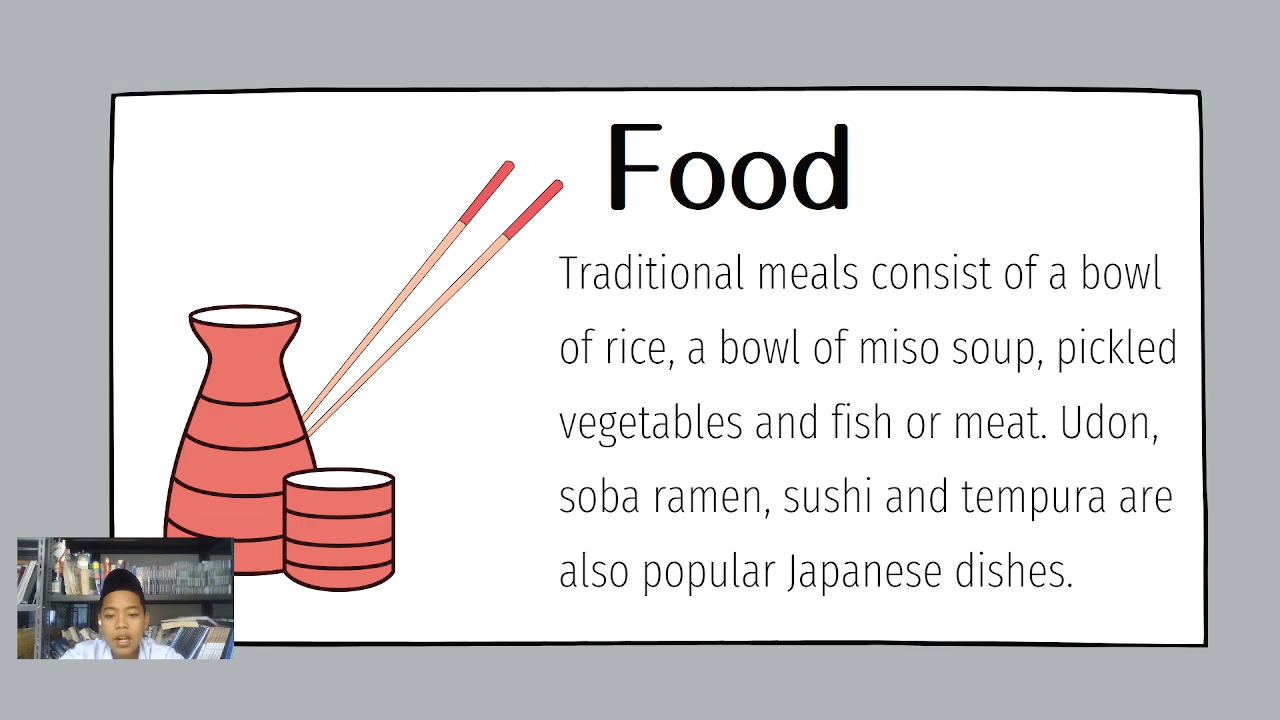 Food
Traditional meals consist of a bowl
of rice, a bowl of miso soup, pickled
vegetables and fish or meat. Udon,
soba ramen, sushi and tempura are
also popular Japanese dishes.